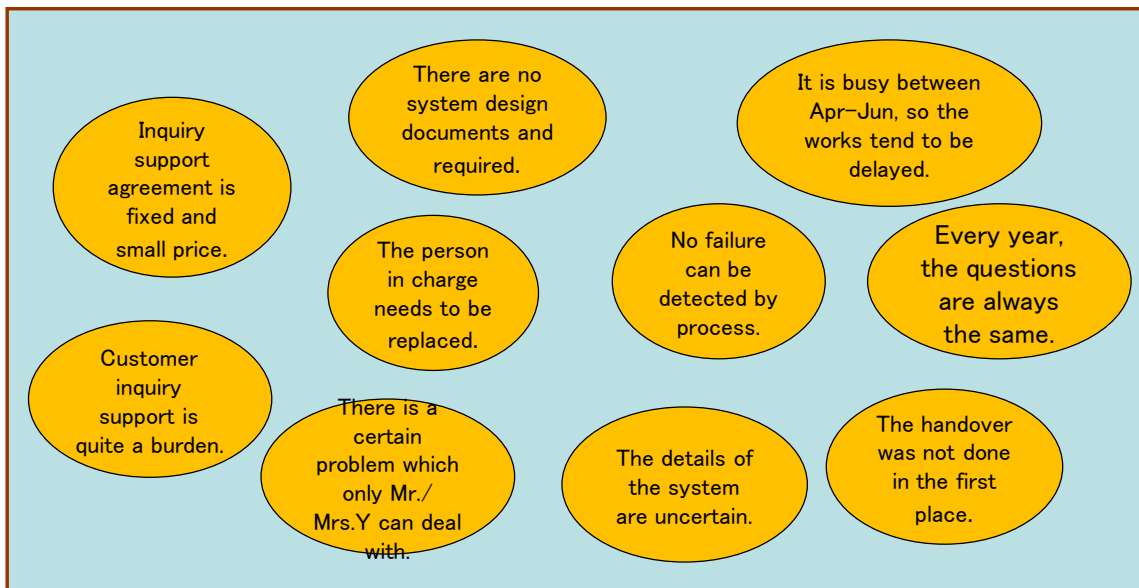 There are no
system design
documents and
required.
It is busy between
Apr-Jun, so the
works tend to be
delayed.
Inquiry
support
agreement is
fixed and
small price.
The person
in charge
needs to be
replaced.
No failure
can be
detected by
process.
Every year,
the questions
are always
the same.
Customer
inquiry
support is
quite a burden.
There is a
certain
problem which
only Mr./
Mrs.Y can deal
with.
The details of
the system
are uncertain.
The handover
was not done
in the first
place.